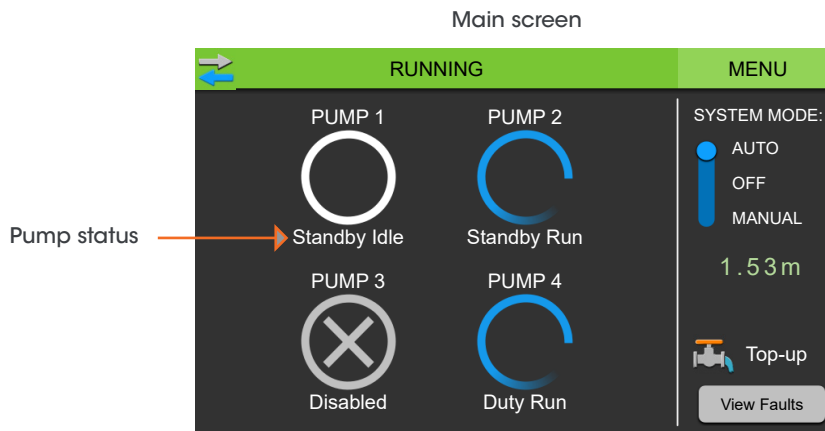 Main screen
RUNNING
MENU
PUMP 1
PUMP 2
SYSTEM MODE:
AUTO
OFF
MANUAL
Pump status
Standby Idle
Standby Run
1.53m
PUMP 3
PUMP 4
Top-up
Disabled
Duty Run
View Faults